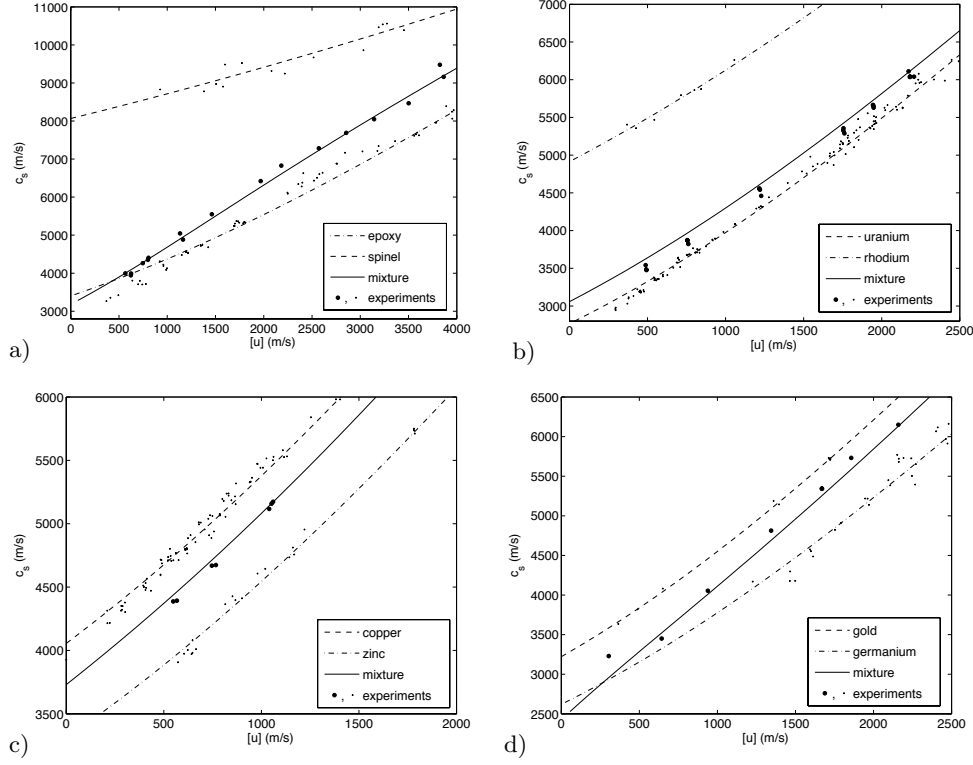 11000
10000
9000
8000
7000
6000
5000
4000
3000
c_s (m/s)
0 500 1000 1500 2000 2500 3000 3500 4000
[u] (m/s)
epoxy
spinel
mixture
, experiments
a)
7000
6500
6000
5500
5000
4500
4000
3500
3000
c_s (m/s)
0 500 1000 1500 2000 2500
[u] (m/s)
uranium
rhodium
mixture
, experiments
b)
6000
5500
5000
4500
4000
3500
c_s (m/s)
0 500 1000 1500 2000
[u] (m/s)
copper
zinc
mixture
, experiments
c)
6500
6000
5500
5000
4500
4000
3500
3000
2500
c_s (m/s)
0 500 1000 1500 2000 2500
[u] (m/s)
gold
germanium
mixture
, experiments
d)